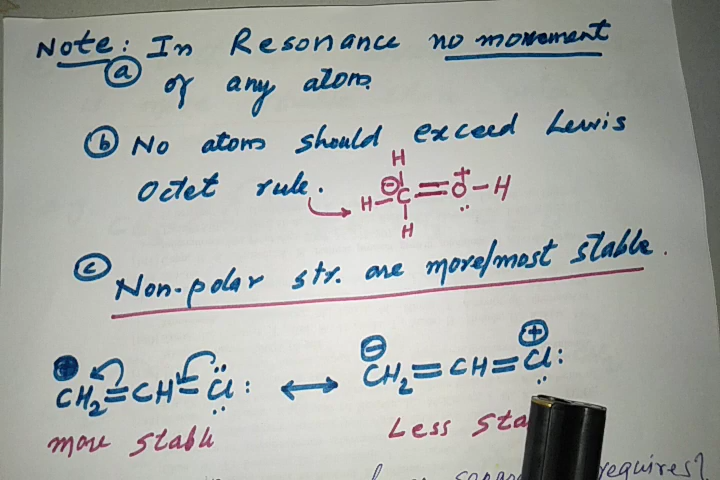 Note: In Resonance no movement
(a) of any atom.
(b) No atoms should exceed Lewis
Octet rule.
H
H-C=O-H
H
(c) Non-polar str. are more/most stable.
CH2=CH-Cl: ↔ CH2=CH=Cl:
more stable
Less sta
requires?